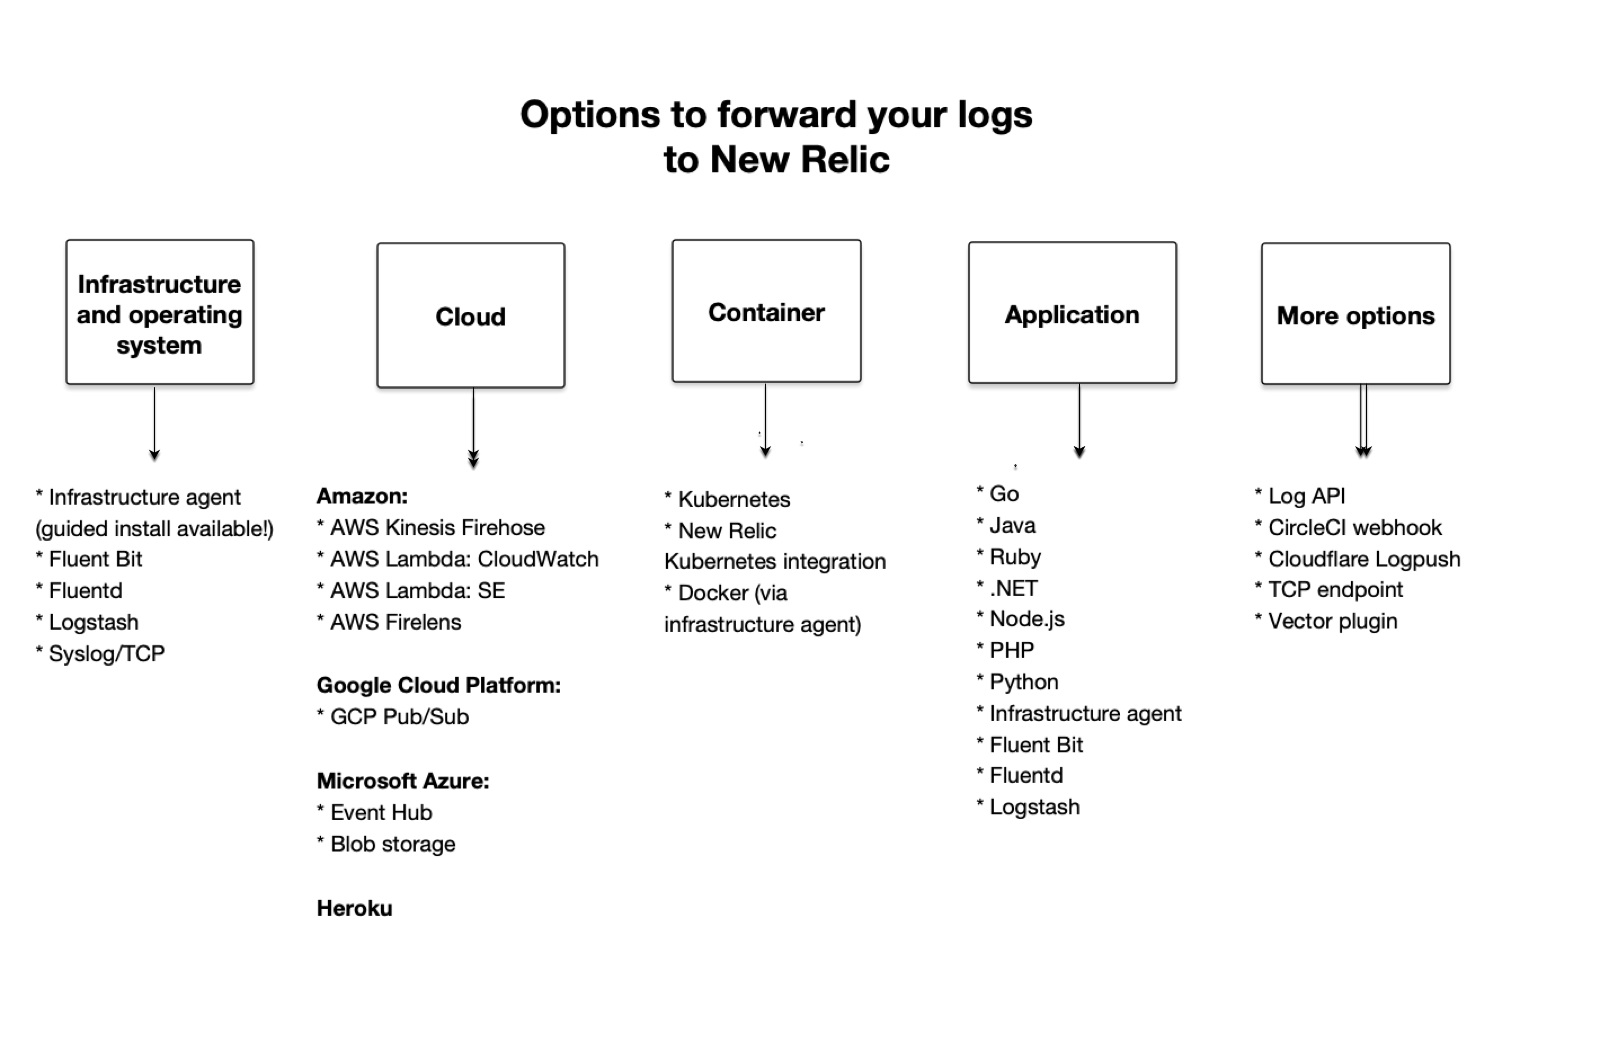 Options to forward your logs
to New Relic
Infrastructure
and operating
system
Cloud
Container
Application
More options
* Infrastructure agent
(guided install available!)
* Fluent Bit
* Fluentd
* Logstash
* Syslog/TCP
Amazon:
* AWS Kinesis Firehose
* AWS Lambda: CloudWatch
* AWS Lambda: SE
* AWS Firelens
Google Cloud Platform:
* GCP Pub/Sub
Microsoft Azure:
* Event Hub
* Blob storage
Heroku
* Kubernetes
* New Relic
Kubernetes integration
* Docker (via
infrastructure agent)
* Go
* Java
* Ruby
* .NET
* Node.js
* PHP
* Python
* Infrastructure agent
* Fluent Bit
* Fluentd
* Logstash
* Log API
* CircleCI webhook
* Cloudflare Logpush
* TCP endpoint
* Vector plugin